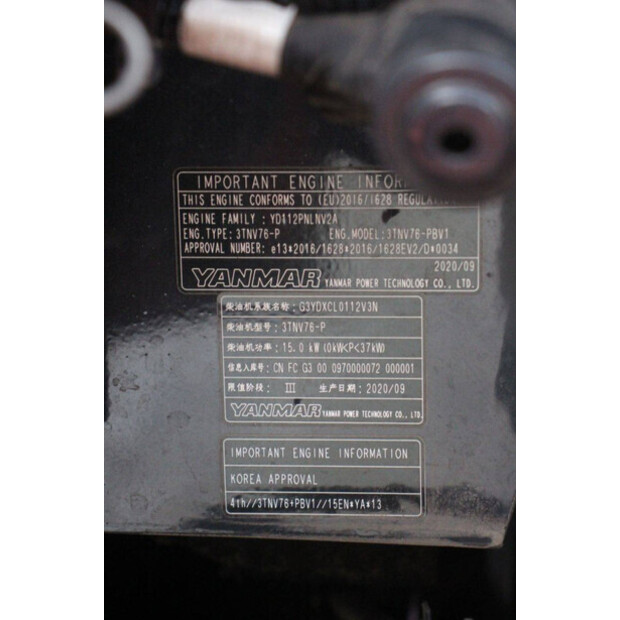 IMPORTANT ENGINE INFOR
THIS ENGINE CONFORMS TO (EU)2016/1628 REGULAT
ENGINE FAMILY : YD112PNLNV2A
ENG.TYPE: 3TNV76-P ENG.MODEL: 3TNV76-PBV1
APPROVAL NUMBER: e13*2016/1628*2016/1628EV2/D*0034
2020/09
YANMAR YANMAR POWER TECHNOLOGY CO., LTD.
柴油机系族名称: G3YDXCL0112V3N
柴油机型号: 3TNV76-P
柴油机功率: 15.0 kW (0kW<P<37kW)
信息入库号: CN FC G3 00 0970000072 000001
限值阶段: III 生产日期: 2020/09
YANMAR YANMAR POWER TECHNOLOGY CO., LTD.
IMPORTANT ENGINE INFORMATION
KOREA APPROVAL
4th//3TNV76+PBV1//15EN*YA*13